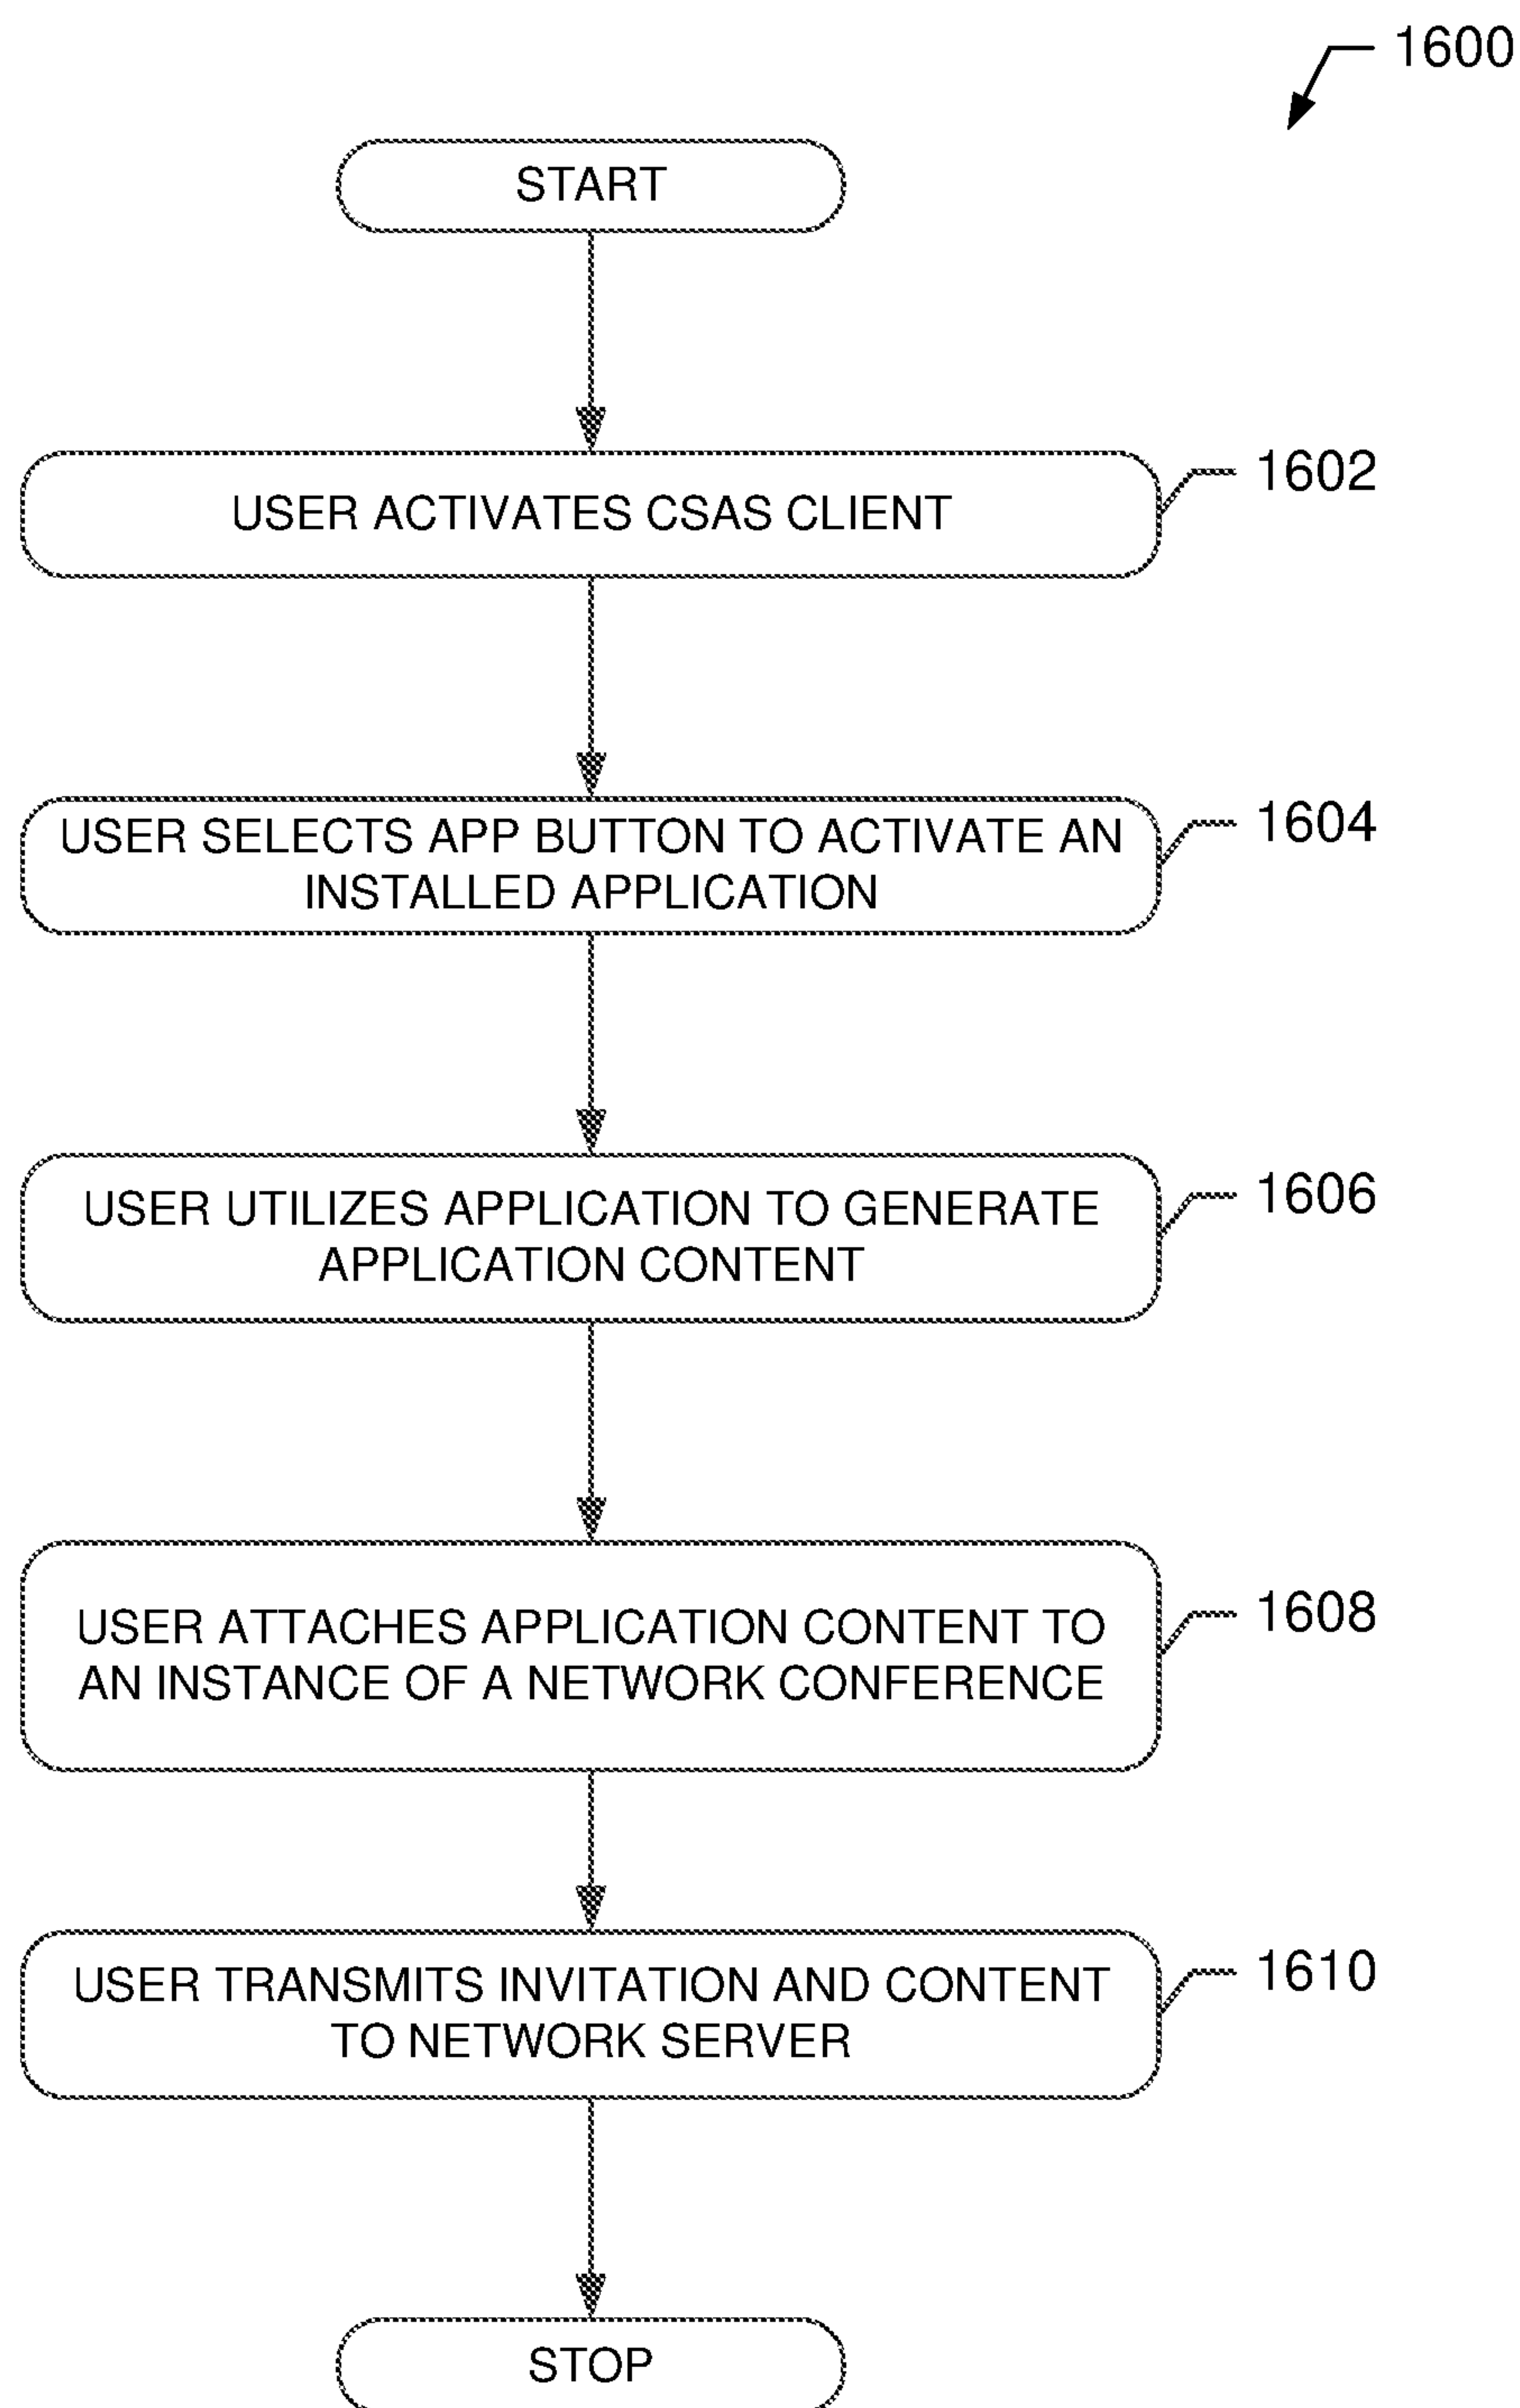 1600
START
USER ACTIVATES CSAS CLIENT
1602
USER SELECTS APP BUTTON TO ACTIVATE AN
INSTALLED APPLICATION
1604
USER UTILIZES APPLICATION TO GENERATE
APPLICATION CONTENT
1606
USER ATTACHES APPLICATION CONTENT TO
AN INSTANCE OF A NETWORK CONFERENCE
1608
USER TRANSMITS INVITATION AND CONTENT
TO NETWORK SERVER
1610
STOP